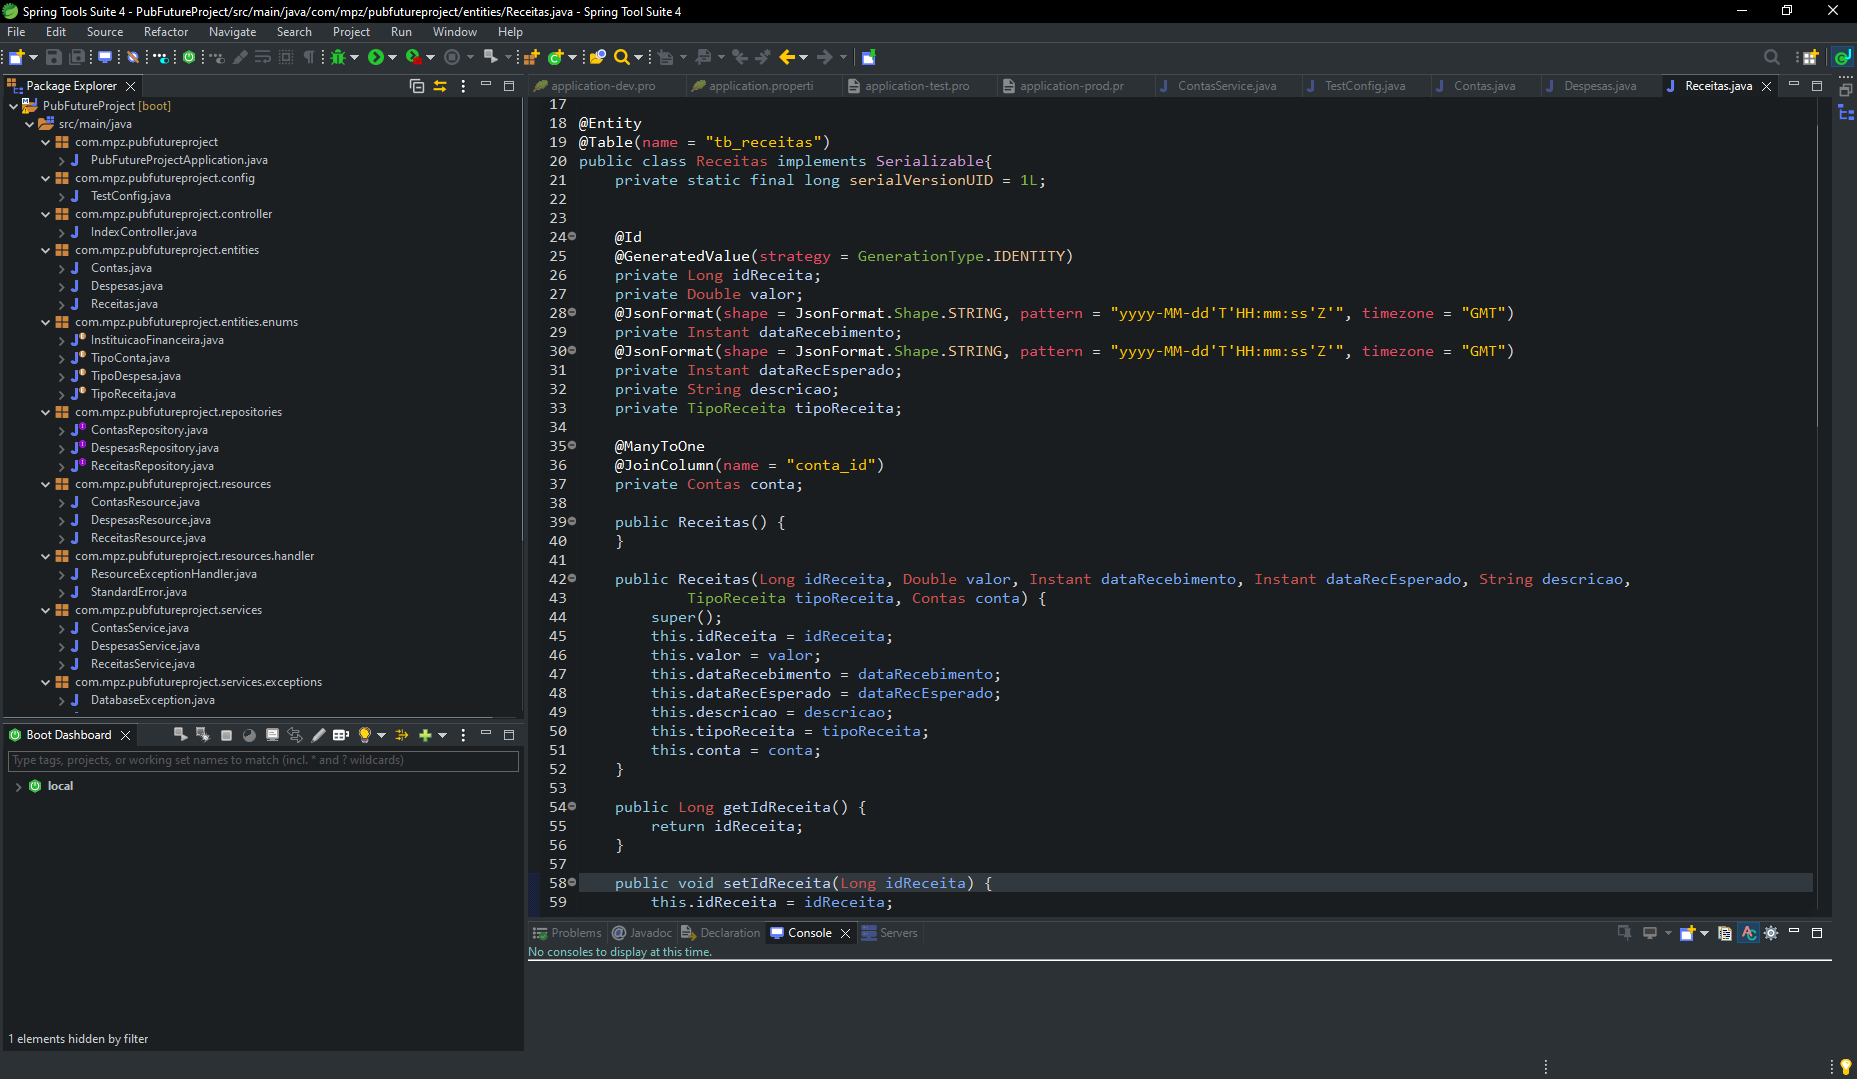 Spring Tools Suite 4 - PubFutureProject/src/main/java/com/mpz/pubfutureproject/entities/Receitas.java - Spring Tool Suite 4
File Edit Source Refactor Navigate Search Project Run Window Help
Package Explorer
PubFutureProject [boot]
src/main/java
com.mpz.pubfutureproject
PubFutureProjectApplication.java
com.mpz.pubfutureproject.config
TestConfig.java
com.mpz.pubfutureproject.controller
IndexController.java
com.mpz.pubfutureproject.entities
Contas.java
Despesas.java
Receitas.java
com.mpz.pubfutureproject.entities.enums
InstituicaoFinanceira.java
TipoConta.java
TipoDespesa.java
TipoReceita.java
com.mpz.pubfutureproject.repositories
ContasRepository.java
DespesasRepository.java
ReceitasRepository.java
com.mpz.pubfutureproject.resources
ContasResource.java
DespesasResource.java
ReceitasResource.java
com.mpz.pubfutureproject.resources.handler
ResourceExceptionHandler.java
StandardError.java
com.mpz.pubfutureproject.services
ContasService.java
DespesasService.java
ReceitasService.java
com.mpz.pubfutureproject.services.exceptions
DatabaseException.java
Boot Dashboard
Type tags, projects, or working set names to match (incl. * and ? wildcards)
local
1 elements hidden by filter
application-dev.pro application.properti application-test.pro application-prod.pr ContasService.java TestConfig.java Contas.java Despesas.java Receitas.java
17
18 @Entity
19 @Table(name = "tb_receitas")
20 public class Receitas implements Serializable{
21 private static final long serialVersionUID = 1L;
22
23
24 @Id
25 @GeneratedValue(strategy = GenerationType.IDENTITY)
26 private Long idReceita;
27 private Double valor;
28 @JsonFormat(shape = JsonFormat.Shape.STRING, pattern = "yyyy-MM-dd'T'HH:mm:ss'Z'", timezone = "GMT")
29 private Instant dataRecebimento;
30 @JsonFormat(shape = JsonFormat.Shape.STRING, pattern = "yyyy-MM-dd'T'HH:mm:ss'Z'", timezone = "GMT")
31 private Instant dataRecEsperado;
32 private String descricao;
33 private TipoReceita tipoReceita;
34
35 @ManyToOne
36 @JoinColumn(name = "conta_id")
37 private Contas conta;
38
39 public Receitas() {
40 }
41
42 public Receitas(Long idReceita, Double valor, Instant dataRecebimento, Instant dataRecEsperado, String descricao,
43 TipoReceita tipoReceita, Contas conta) {
44 super();
45 this.idReceita = idReceita;
46 this.valor = valor;
47 this.dataRecebimento = dataRecebimento;
48 this.dataRecEsperado = dataRecEsperado;
49 this.descricao = descricao;
50 this.tipoReceita = tipoReceita;
51 this.conta = conta;
52 }
53
54 public Long getIdReceita() {
55 return idReceita;
56 }
57
58 public void setIdReceita(Long idReceita) {
59 this.idReceita = idReceita;
Problems Javadoc Declaration Console Servers
No consoles to display at this time.